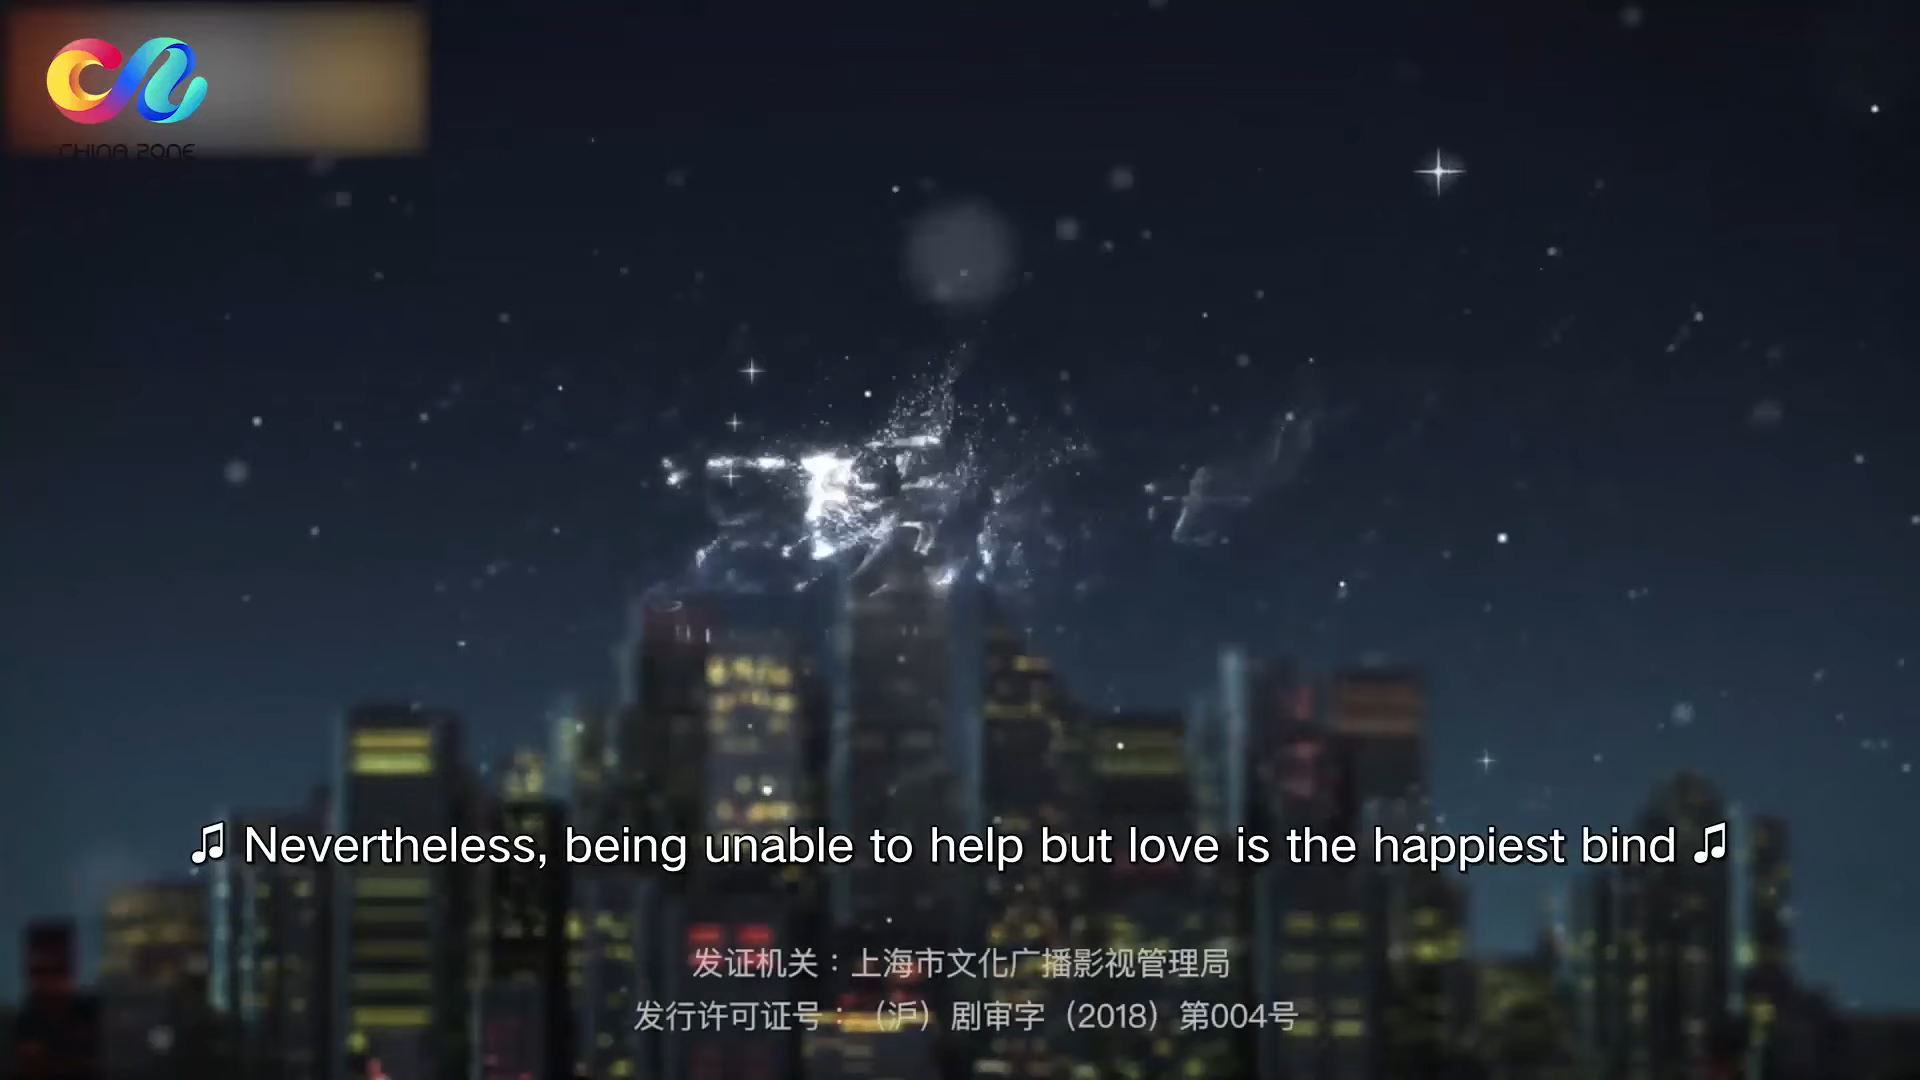 CHINA ZONE
♫ Nevertheless, being unable to help but love is the happiest bind ♫
发证机关：上海市文化广播影视管理局
发行许可证号：（沪）剧审字（2018）第004号